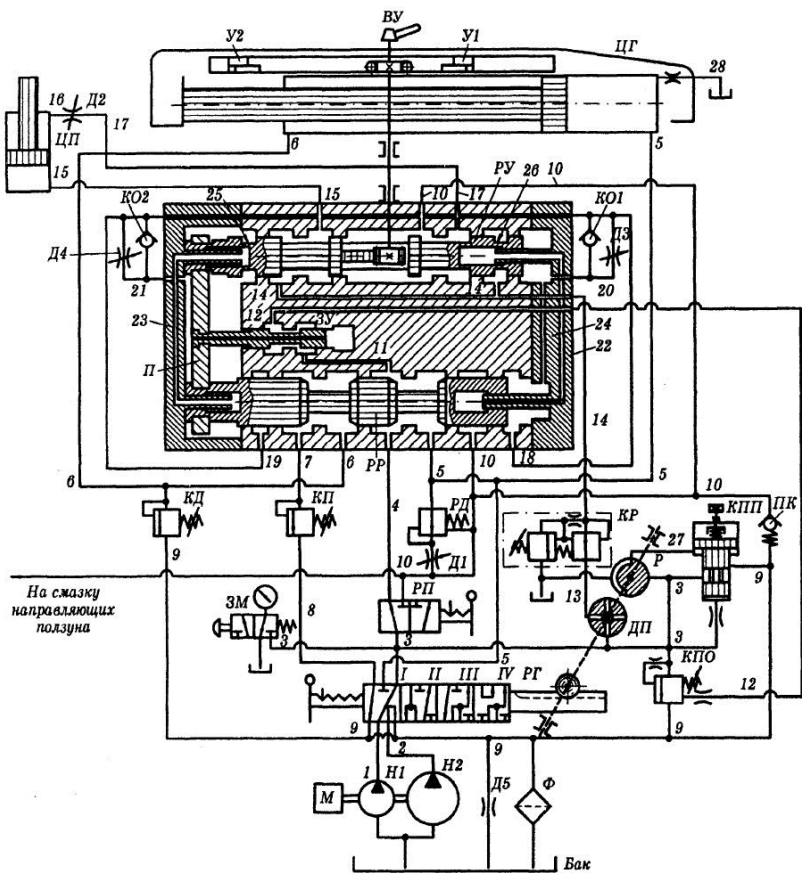 ВУ
У2
У1
ЦГ
28
16
Д2
17
ЦП
6
5
15
15
10
17
РУ
26
10
КО2
25
КО1
Д4
Д3
21
14
4
20
12
ЗУ
23
24
11
22
П
14
19
7
6
РР
10
18
6
5
5
КД
КП
4
РД
КР
10
КПП
ПК
9
27
10
Д1
Р
9
На смазку
направляющих
ползуна
РП
13
3
ЗМ
8
ДП
3
3
3
КПО
5
I
II
III
IV
РГ
12
9
2
9
9
1
Н1
Н2
М
Д5
Ф
Бак